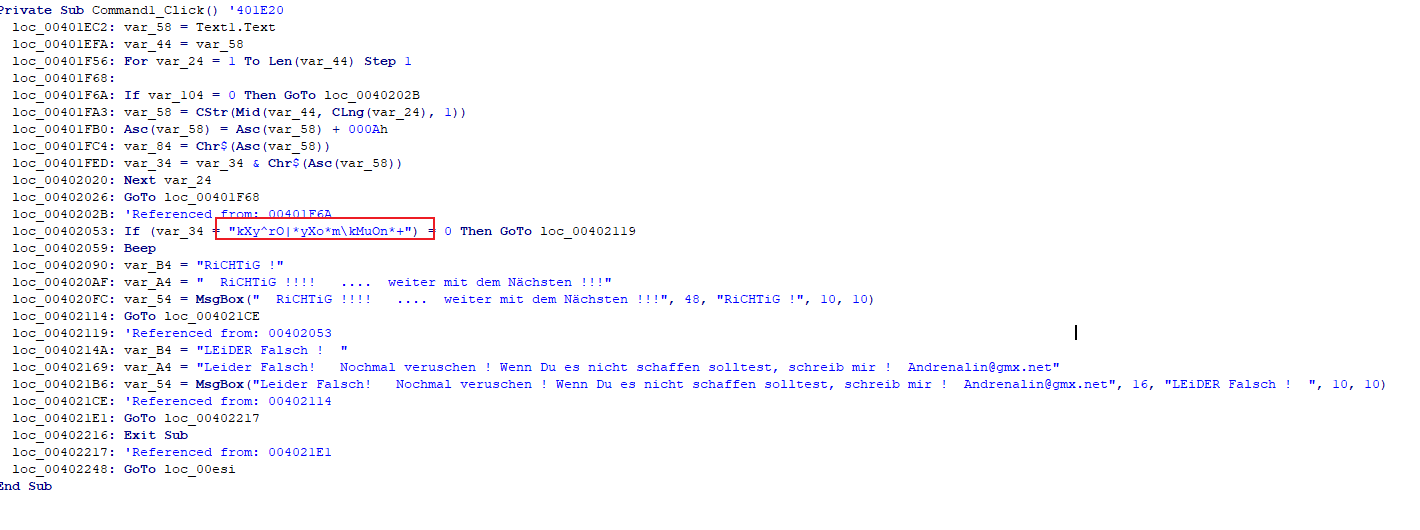 Private Sub Command1_Click() '401E20
loc_00401EC2: var_58 = Text1.Text
loc_00401EFA: var_44 = var_58
loc_00401F56: For var_24 = 1 To Len(var_44) Step 1
loc_00401F68:
loc_00401F6A: If var_104 = 0 Then GoTo loc_0040202B
loc_00401FA3: var_58 = CStr(Mid(var_44, CLng(var_24), 1))
loc_00401FB0: Asc(var_58) = Asc(var_58) + 000Ah
loc_00401FC4: var_84 = Chr$(Asc(var_58))
loc_00401FED: var_34 = var_34 & Chr$(Asc(var_58))
loc_00402020: Next var_24
loc_00402026: GoTo loc_00401F68
loc_0040202B: 'Referenced from: 00401F6A
loc_00402053: If (var_34 = "kXy^rO|*yXo*m\kMuOn*+") = 0 Then GoTo loc_00402119
loc_00402059: Beep
loc_00402090: var_B4 = "RiCHTiG !"
loc_004020AF: var_A4 = "  RiCHTiG !!!!   ....  weiter mit dem Nächsten !!!"
loc_004020FC: var_54 = MsgBox("  RiCHTiG !!!!   ....  weiter mit dem Nächsten !!!", 48, "RiCHTiG !", 10, 10)
loc_00402114: GoTo loc_004021CE
loc_00402119: 'Referenced from: 00402053
loc_0040214A: var_B4 = "LEiDER Falsch !  "
loc_00402169: var_A4 = "Leider Falsch!   Nochmal veruschen ! Wenn Du es nicht schaffen solltest, schreib mir !  Andrenalin@gmx.net"
loc_004021B6: var_54 = MsgBox("Leider Falsch!   Nochmal veruschen ! Wenn Du es nicht schaffen solltest, schreib mir !  Andrenalin@gmx.net", 16, "LEiDER Falsch !  ", 10, 10)
loc_004021CE: 'Referenced from: 00402114
loc_004021E1: GoTo loc_00402217
loc_00402216: Exit Sub
loc_00402217: 'Referenced from: 004021E1
loc_00402248: GoTo loc_00esi
End Sub